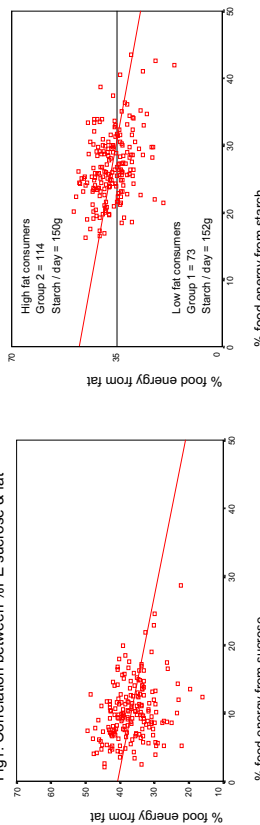 Fig1: Correlation between %FE sucrose & fat
% food energy from fat
70
60
50
40
30
20
10
0
10
20
30
40
50
% food energy from sucrose
% food energy from fat
70
35
0
High fat consumers
Group 2 = 114
Starch / day = 150g
Low fat consumers
Group 1 = 73
Starch / day = 152g
0
10
20
30
40
50
% food energy from starch